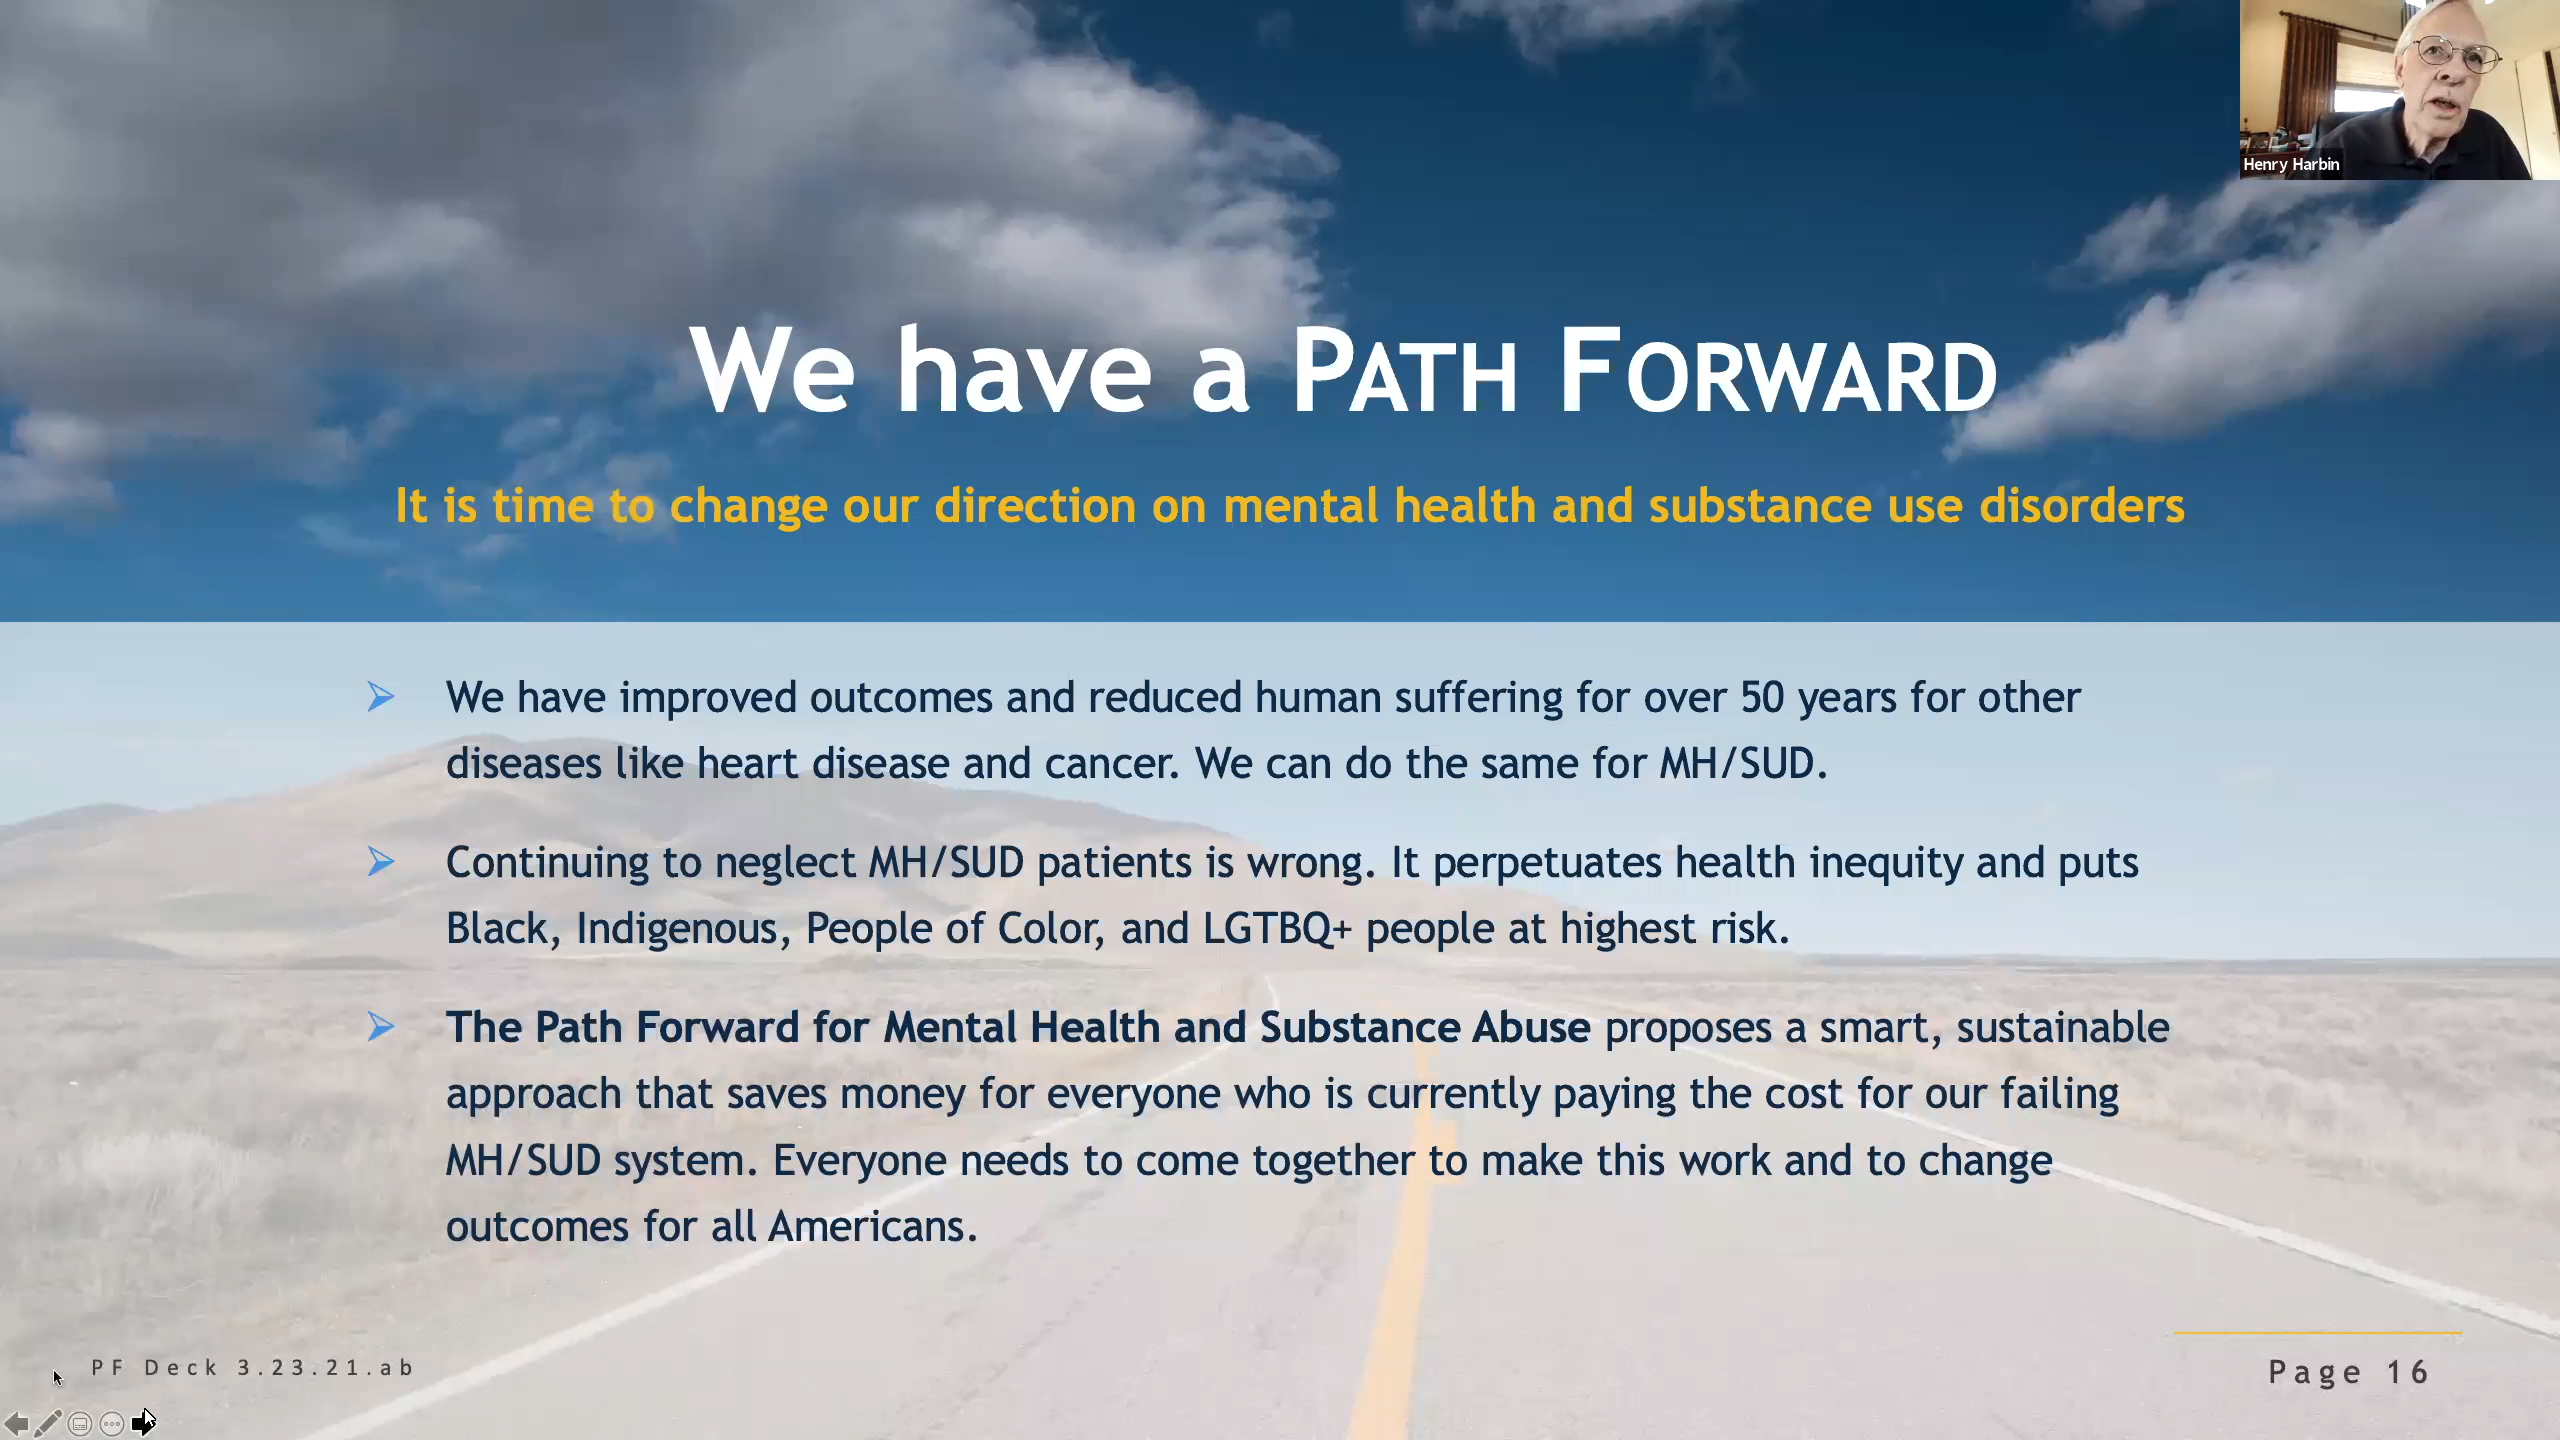 Henry Harbin
We have a PATH FORWARD
It is time to change our direction on mental health and substance use disorders
We have improved outcomes and reduced human suffering for over 50 years for other
diseases like heart disease and cancer. We can do the same for MH/SUD.
Continuing to neglect MH/SUD patients is wrong. It perpetuates health inequity and puts
Black, Indigenous, People of Color, and LGTBQ+ people at highest risk.
The Path Forward for Mental Health and Substance Abuse proposes a smart, sustainable
approach that saves money for everyone who is currently paying the cost for our failing
MH/SUD system. Everyone needs to come together to make this work and to change
outcomes for all Americans.
PF Deck 3.23.21.ab
Page 16